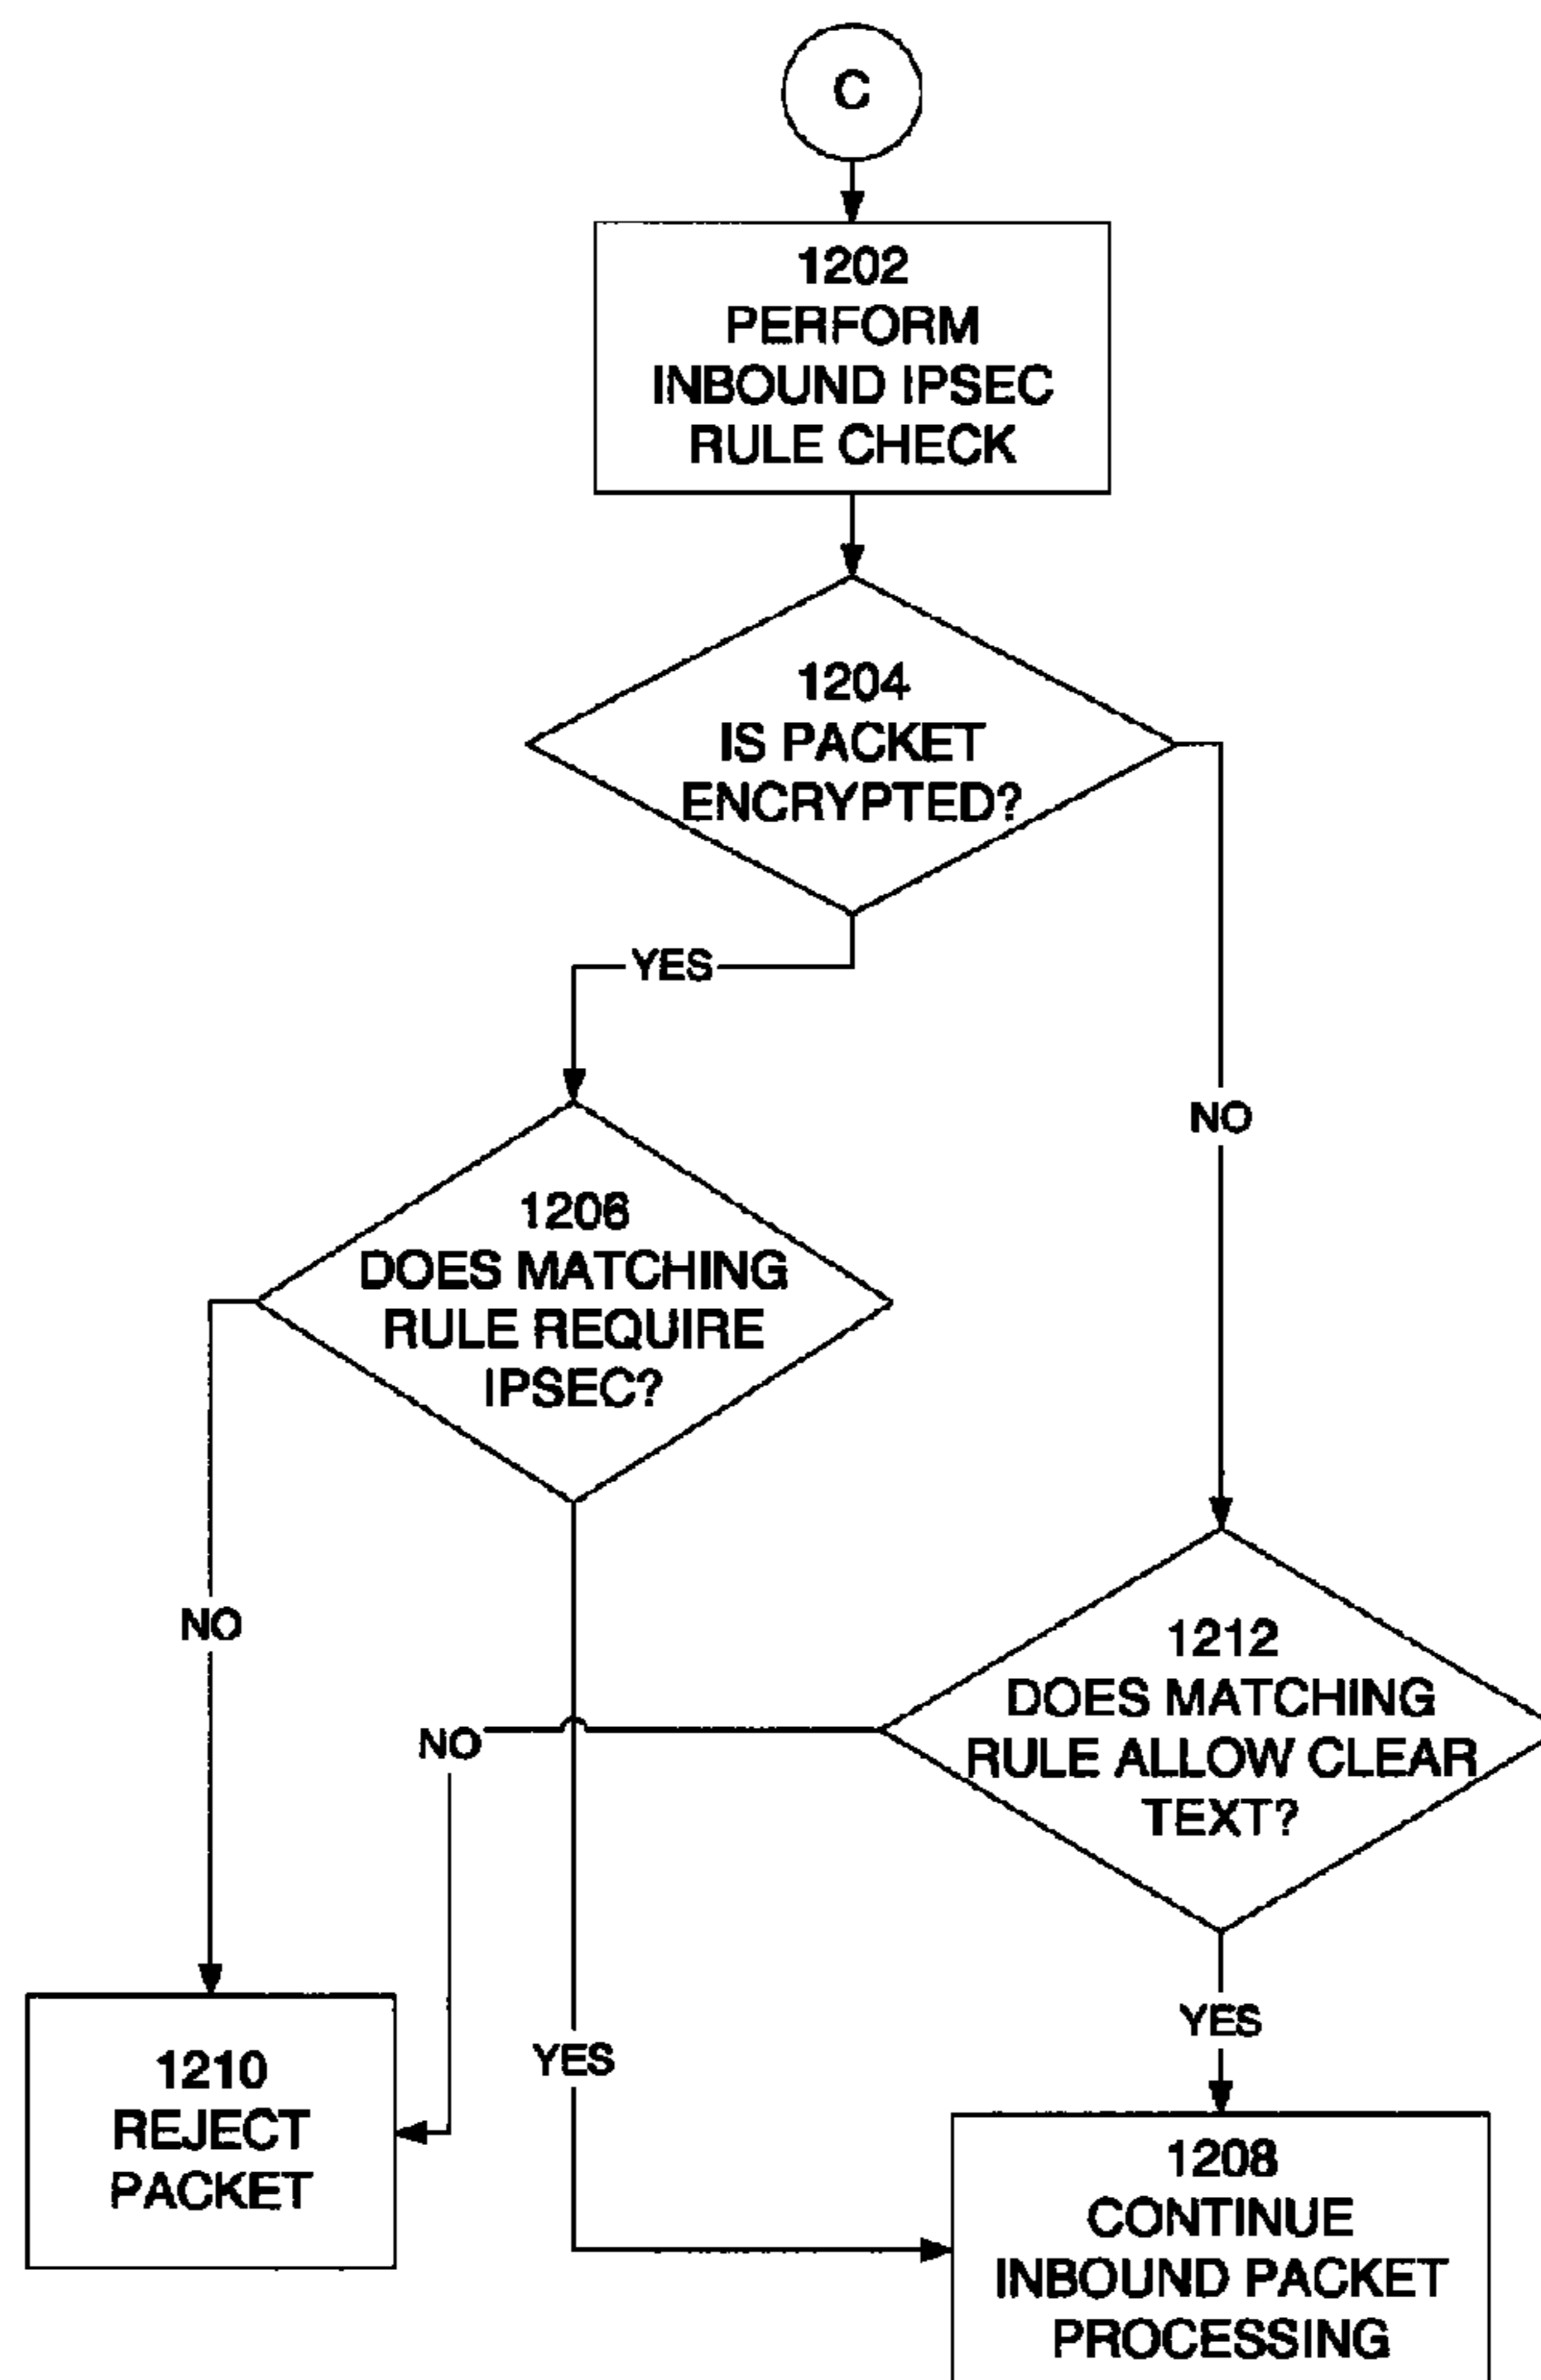 C
1202
PERFORM
INBOUND IPSEC
RULE CHECK
1204
IS PACKET
ENCRYPTED?
YES
NO
1206
DOES MATCHING
RULE REQUIRE
IPSEC?
NO
1212
DOES MATCHING
RULE ALLOW CLEAR
TEXT?
NO
YES
YES
1210
REJECT
PACKET
1208
CONTINUE
INBOUND PACKET
PROCESSING